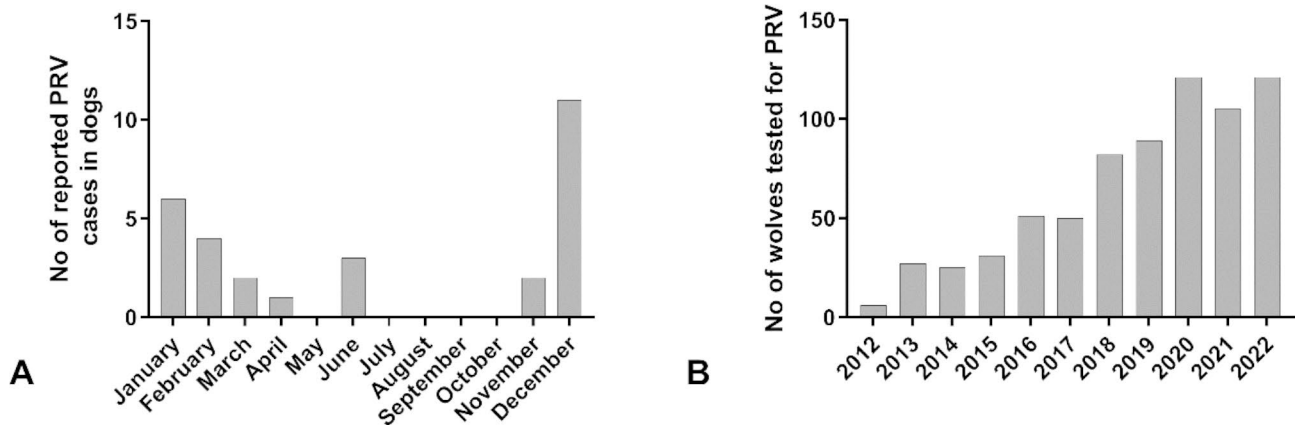 No of reported PRV
cases in dogs
15
10
5
0
January
February
March
April
May
June
July
August
September
October
November
December
A
No of wolves tested for PRV
150
100
50
0
2012
2013
2014
2015
2016
2017
2018
2019
2020
2021
2022
B